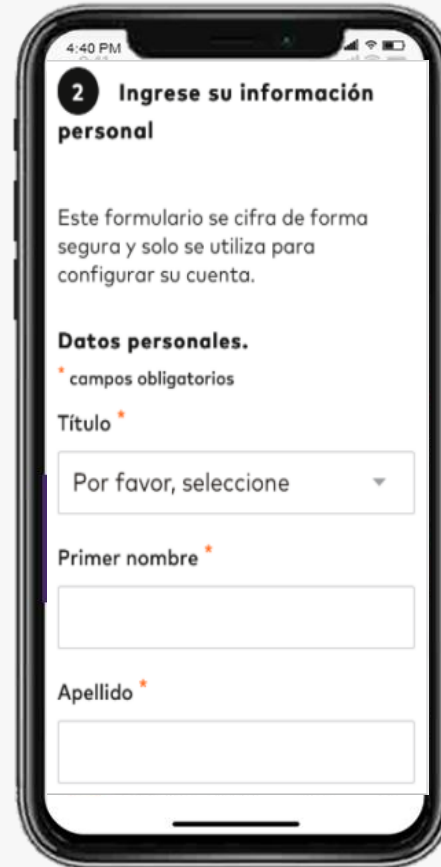 4:40 PM
2 Ingrese su información
personal
Este formulario se cifra de forma
segura y solo se utiliza para
configurar su cuenta.
Datos personales.
* campos obligatorios
Título *
Por favor, seleccione
Primer nombre *
Apellido *